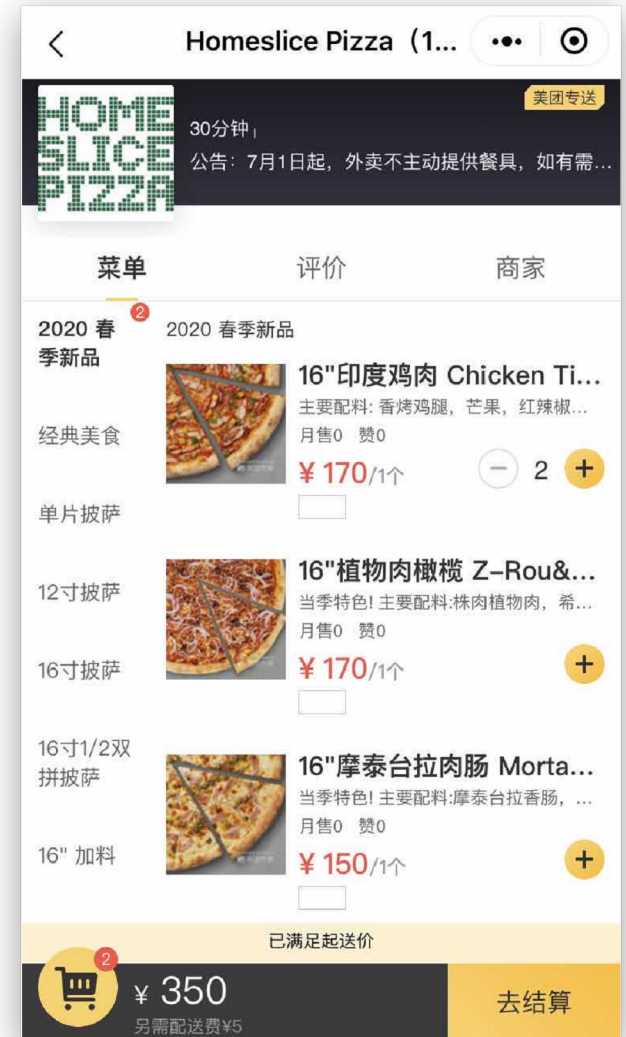 Homeslice Pizza（1...
HOME
SLICE
PIZZA
美团专送
30分钟
公告：7月1日起，外卖不主动提供餐具，如有需...
菜单
评价
商家
2
2020 春
季新品
经典美食
单片披萨
12寸披萨
16寸披萨
16寸1/2双
拼披萨
16" 加料
2020 春季新品
16"印度鸡肉 Chicken Ti...
主要配料: 香烤鸡腿，芒果，红辣椒...
月售0 赞0
¥ 170/1个
2
16"植物肉橄榄 Z-Rou&...
当季特色! 主要配料:株肉植物肉，希...
月售0 赞0
¥ 170/1个
16"摩泰台拉肉肠 Morta...
当季特色! 主要配料:摩泰台拉香肠，...
月售0 赞0
¥ 150/1个
已满足起送价
2
¥ 350
另需配送费¥5
去结算